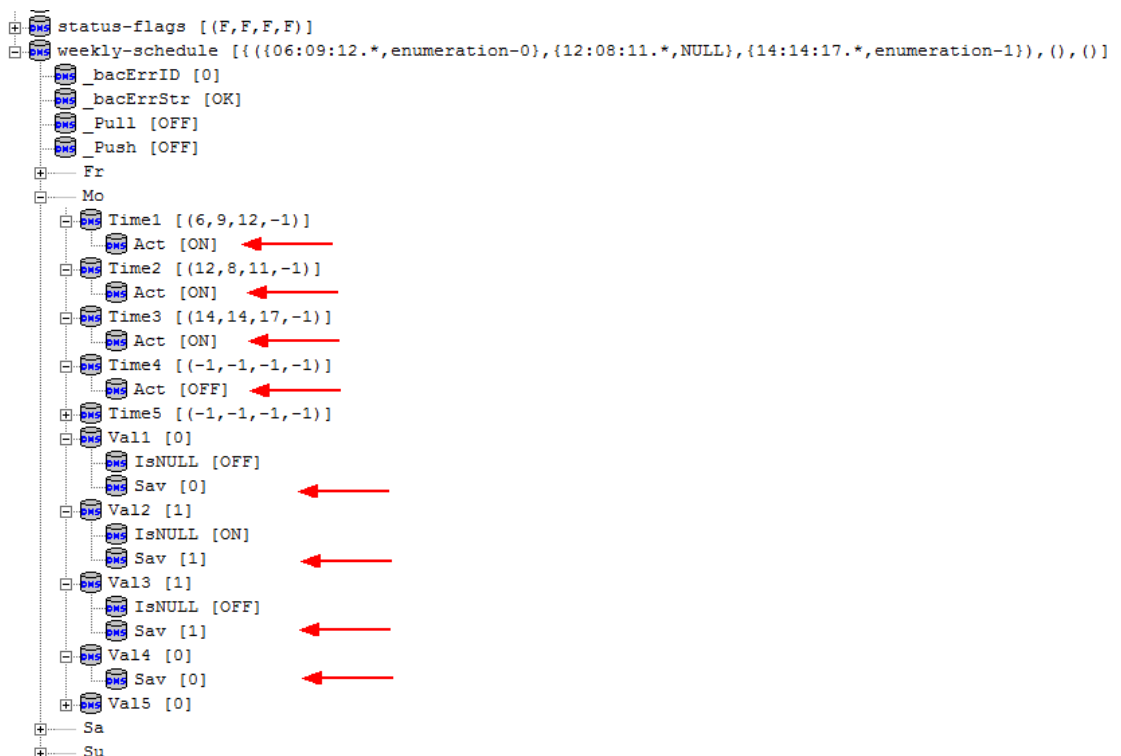 status-flags [(F,F,F,F)]
weekly-schedule [{({06:09:12.*,enumeration-0},{12:08:11.*,NULL},{14:14:17.*,enumeration-1}),(),()]
_bacErrID [0]
_bacErrStr [OK]
_Pull [OFF]
_Push [OFF]
Fr
Mo
Time1 [(6,9,12,-1)]
Act [ON]
Time2 [(12,8,11,-1)]
Act [ON]
Time3 [(14,14,17,-1)]
Act [ON]
Time4 [(-1,-1,-1,-1)]
Act [OFF]
Time5 [(-1,-1,-1,-1)]
Val1 [0]
IsNULL [OFF]
Sav [0]
Val2 [1]
IsNULL [ON]
Sav [1]
Val3 [1]
IsNULL [OFF]
Sav [1]
Val4 [0]
Sav [0]
Val5 [0]
Sa
Su